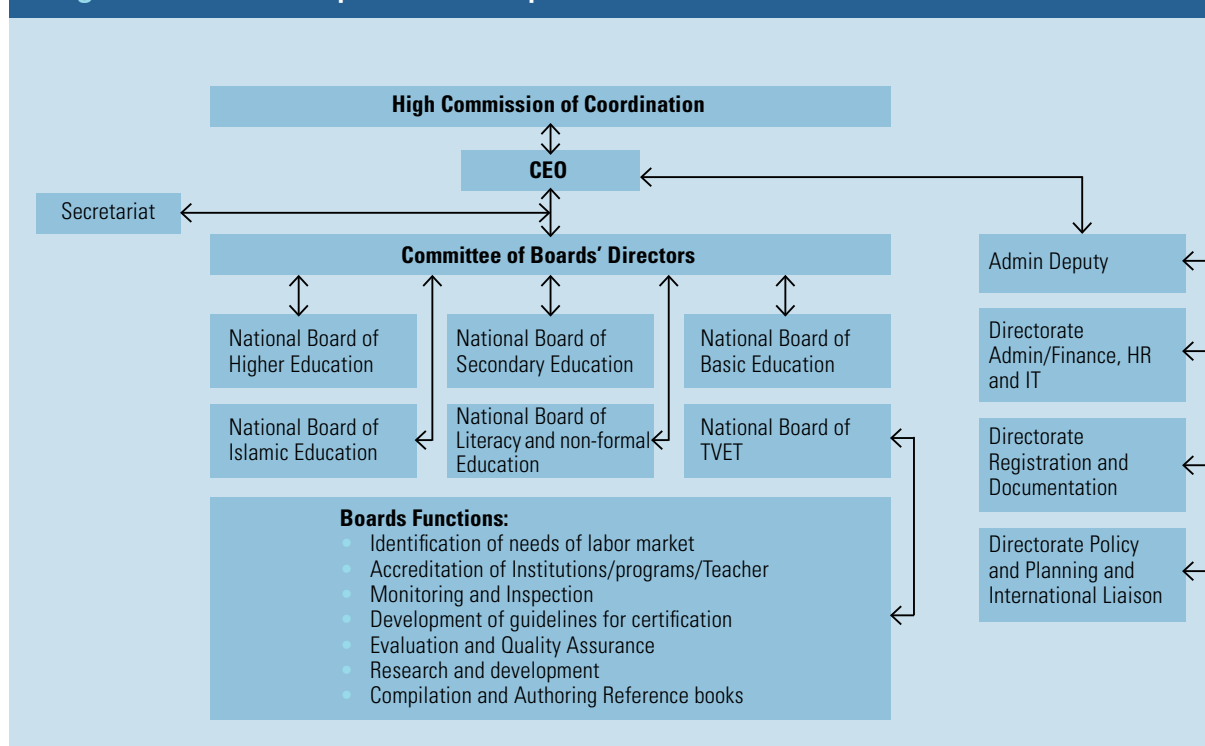 High Commission of Coordination
CEO
Secretariat
Committee of Boards' Directors
Admin Deputy
National Board of
Higher Education
National Board of
Secondary Education
National Board of
Basic Education
Directorate
Admin/Finance, HR
and IT
National Board of
Islamic Education
National Board of
Literacy and non-formal
Education
National Board of
TVET
Directorate
Registration and
Documentation
Boards Functions:
• Identification of needs of labor market
• Accreditation of Institutions/programs/Teacher
• Monitoring and Inspection
• Development of guidelines for certification
• Evaluation and Quality Assurance
• Research and development
• Compilation and Authoring Reference books
Directorate Policy
and Planning and
International Liaison